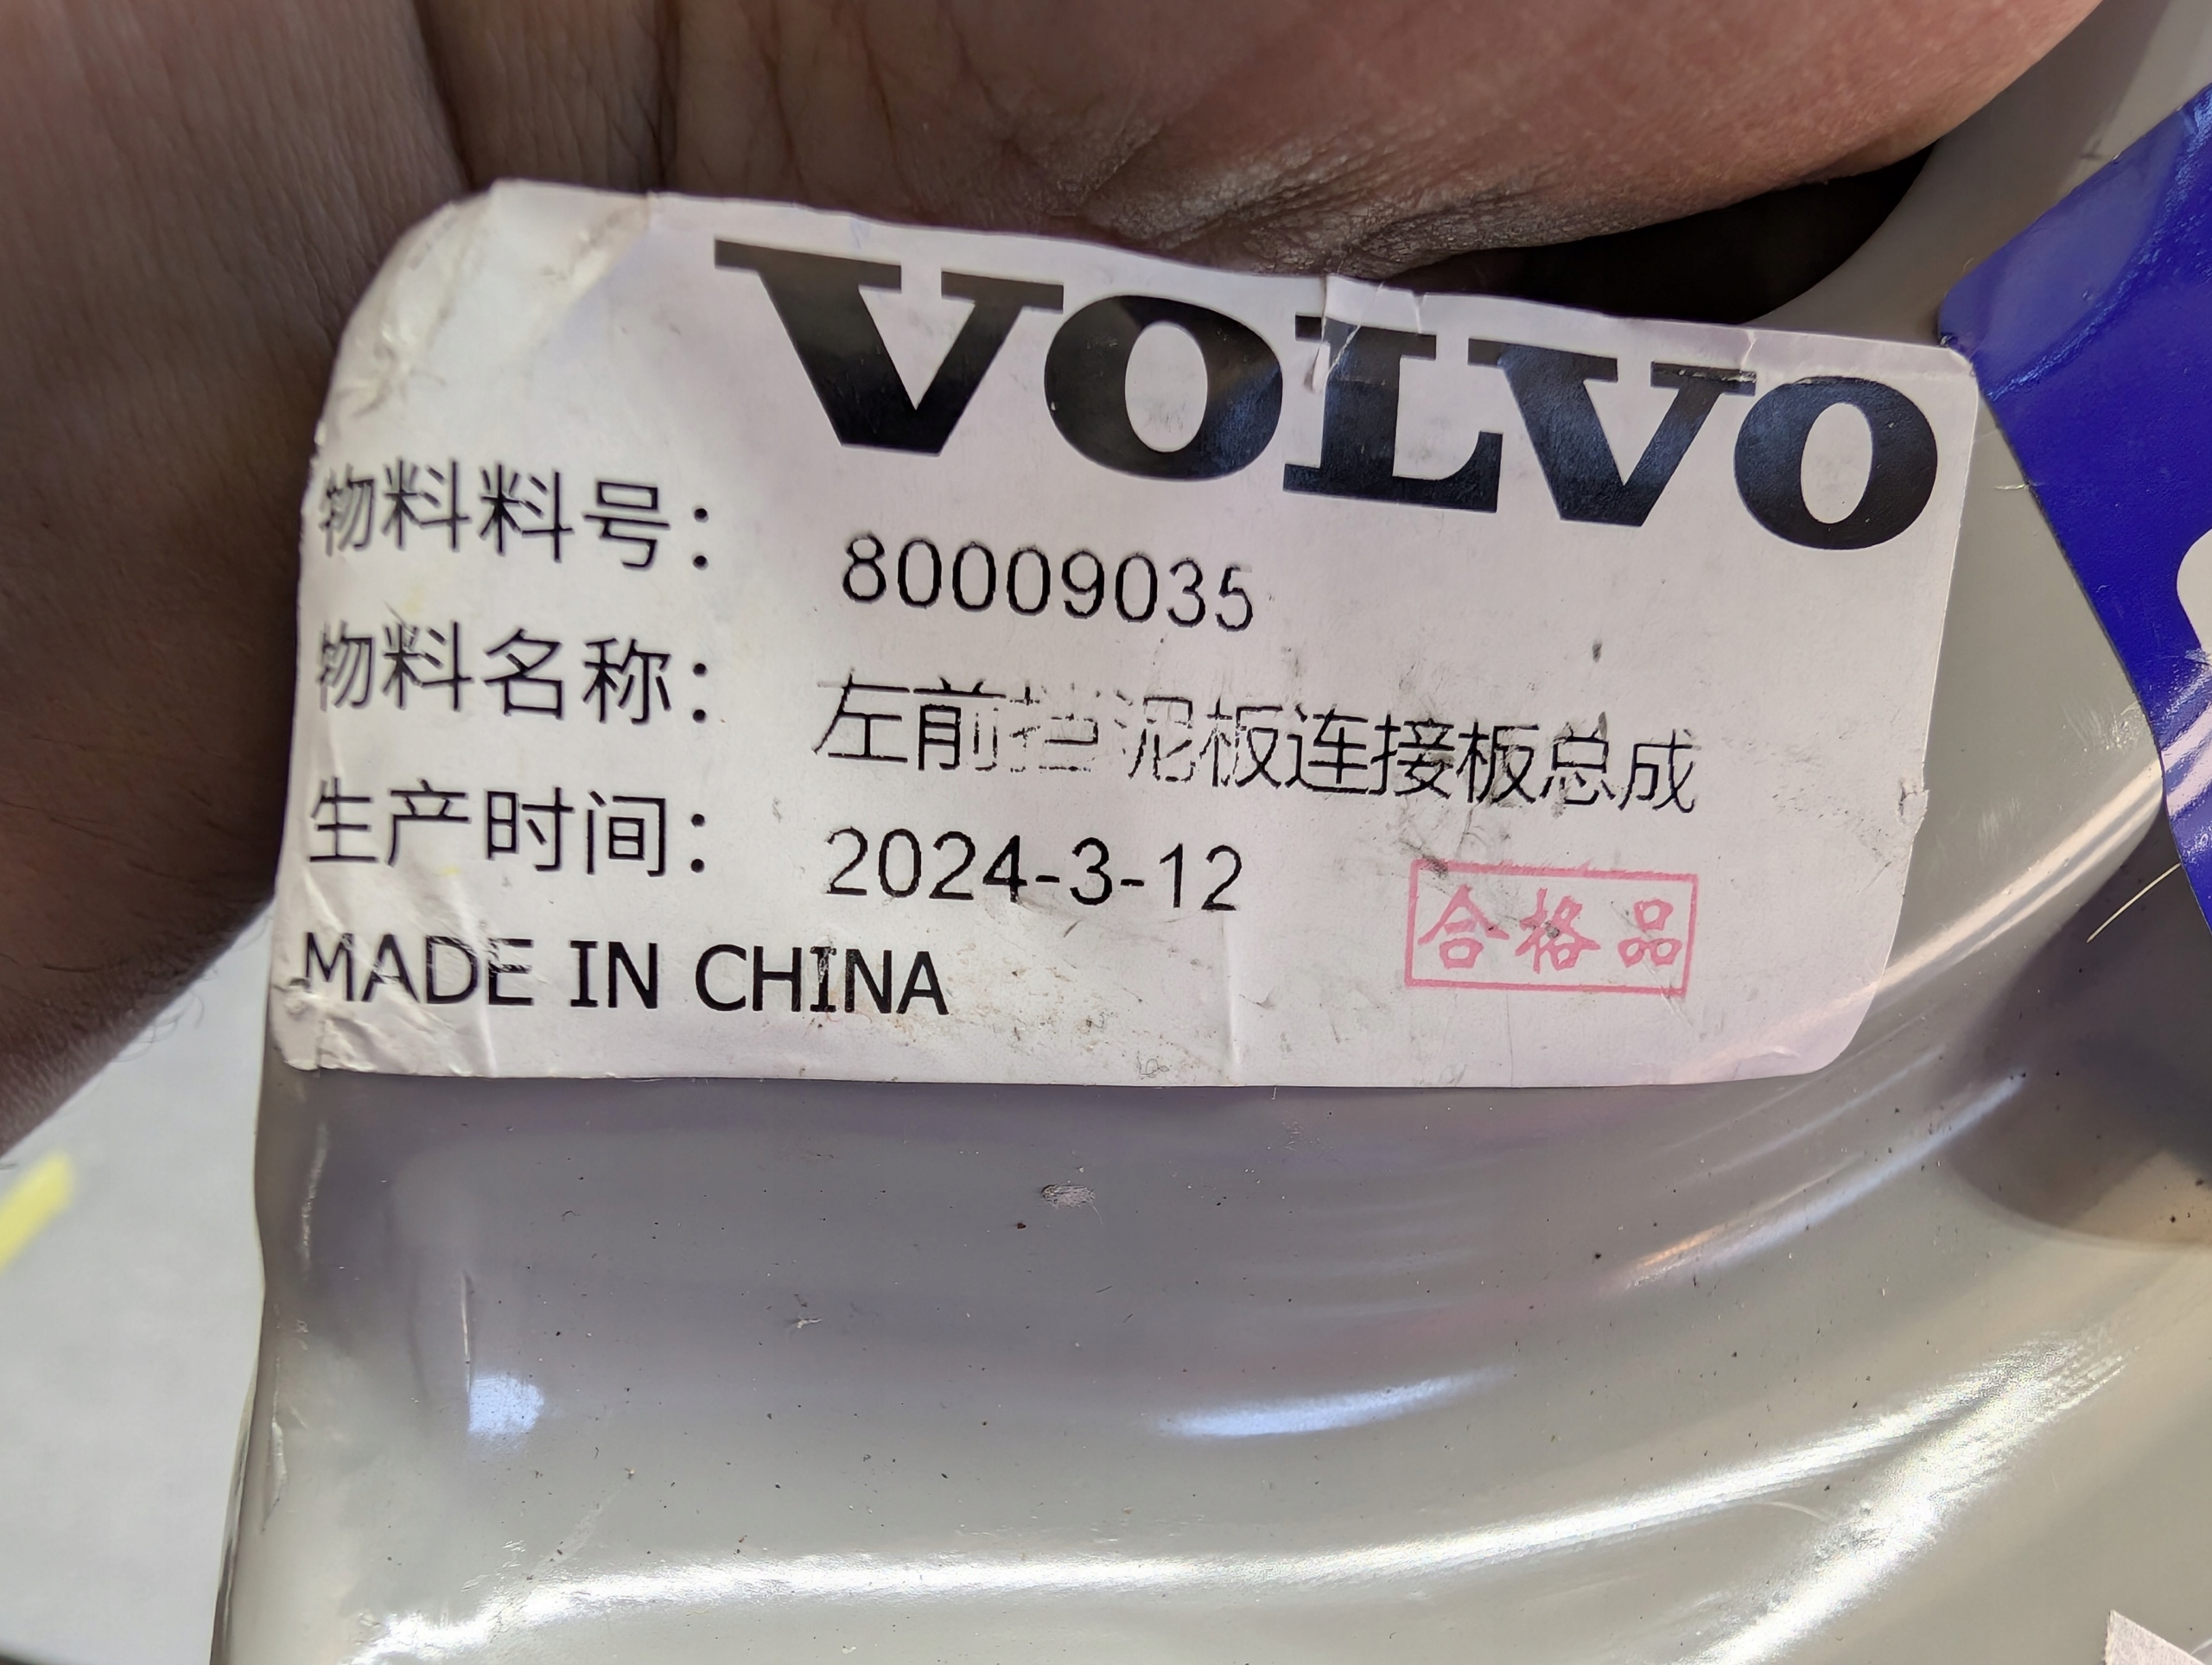 VOLVO
物料料号： 80009035
物料名称： 左前挡泥板连接板总成
生产时间： 2024-3-12
MADE IN CHINA
合格品